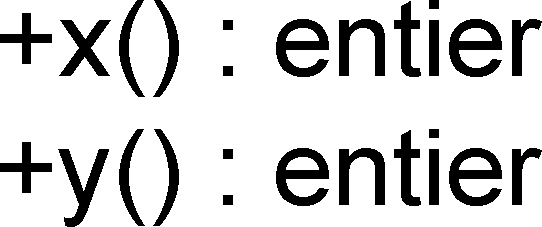 +x() : entier
+y() : entier